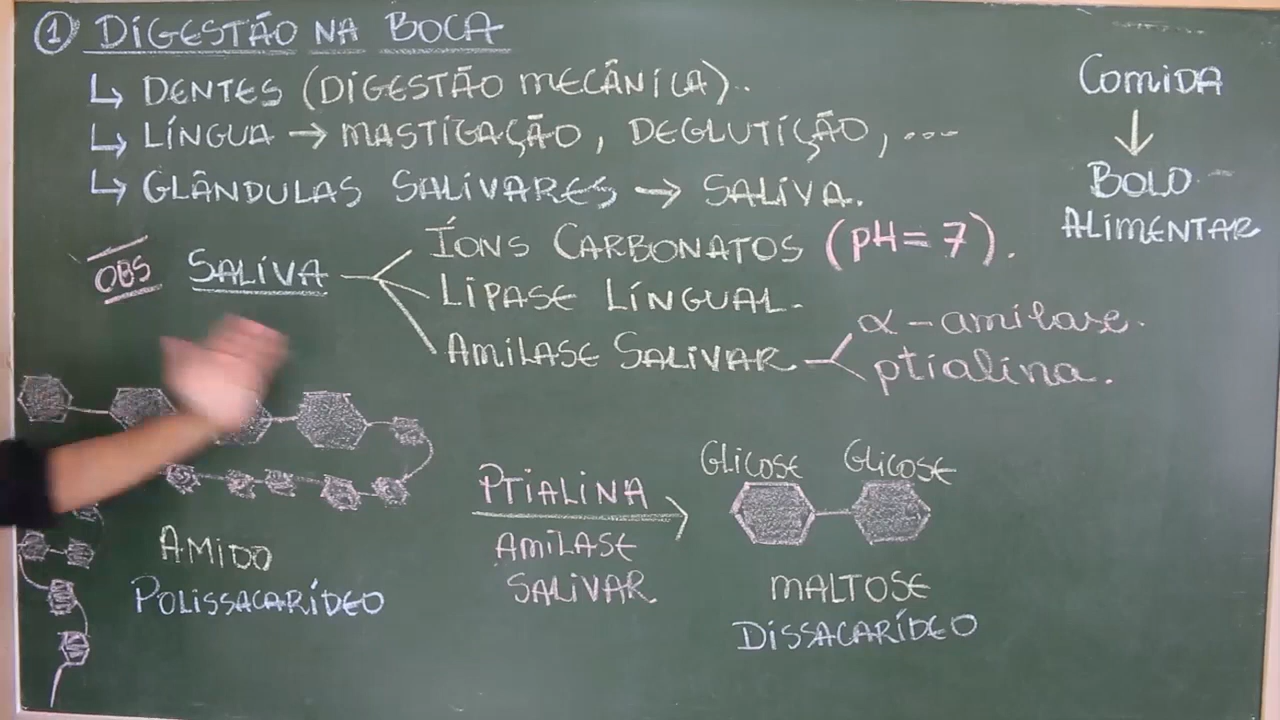 ① DIGESTÃO NA BOCA
↳ DENTES (DIGESTÃO MECÂNICA).
↳ LÍNGUA → MASTIGAÇÃO, DEGLUTIÇÃO, ...
↳ GLÂNDULAS SALIVARES → SALIVA.
COMIDA
↓
BOLO
ALIMENTAR
OBS SALIVA
ÍONS CARBONATOS (pH=7).
LIPASE LÍNGUAL
AMILASE SALIVAR
α-amilase.
ptialina.
AMIDO
POLISSACARÍDEO
PTIALINA
AMILASE
SALIVAR
GLICOSE GLICOSE
MALTOSE
DISSACARÍDEO